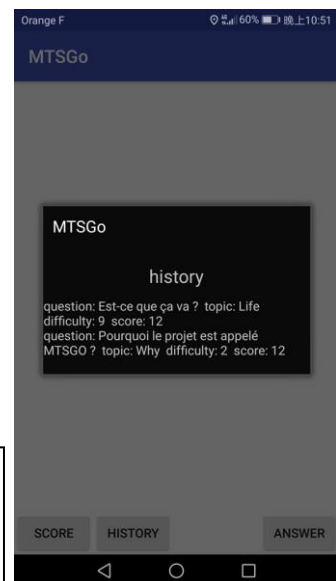 Orange F 60% 晚上10:51
MTSGo
MTSGo
history
question: Est-ce que ça va ? topic: Life
difficulty: 9 score: 12
question: Pourquoi le projet est appelé
MTSGO ? topic: Why difficulty: 2 score: 12
SCORE HISTORY ANSWER